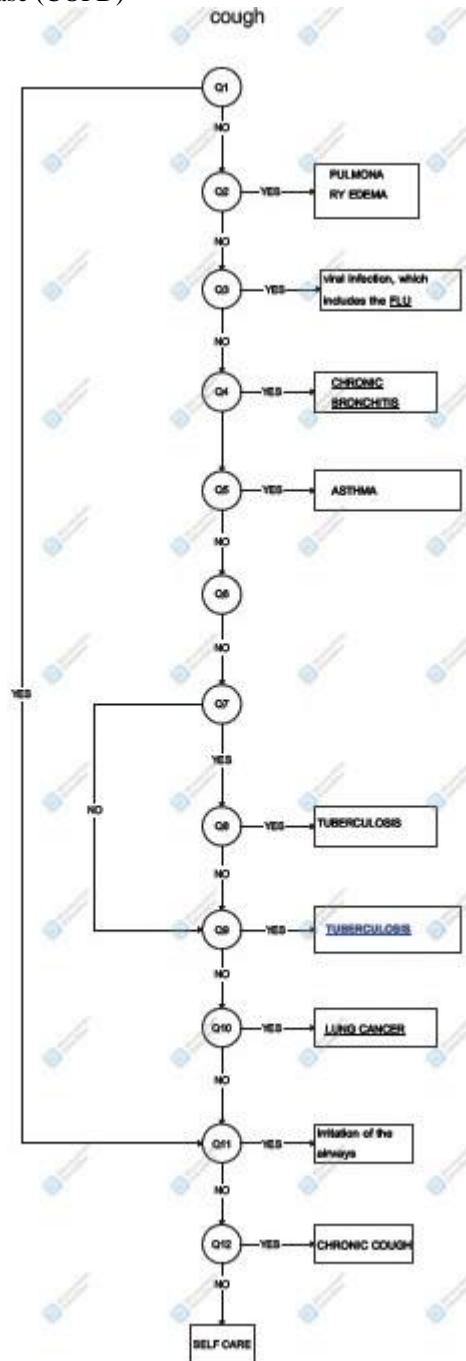 cough
Q1
NO
Q2
YES
PULMONA
RY EDEMA
NO
Q3
YES
viral infection, which
includes the FLU
NO
Q4
YES
CHRONIC
BRONCHITIS
Q5
YES
ASTHMA
NO
Q6
NO
YES
Q7
YES
NO
Q8
YES
TUBERCULOSIS
NO
Q9
YES
TUBERCULOSIS
NO
Q10
YES
LUNG CANCER
NO
Q11
YES
irritation of the
airways
NO
Q12
YES
CHRONIC COUGH
NO
SELF CARE